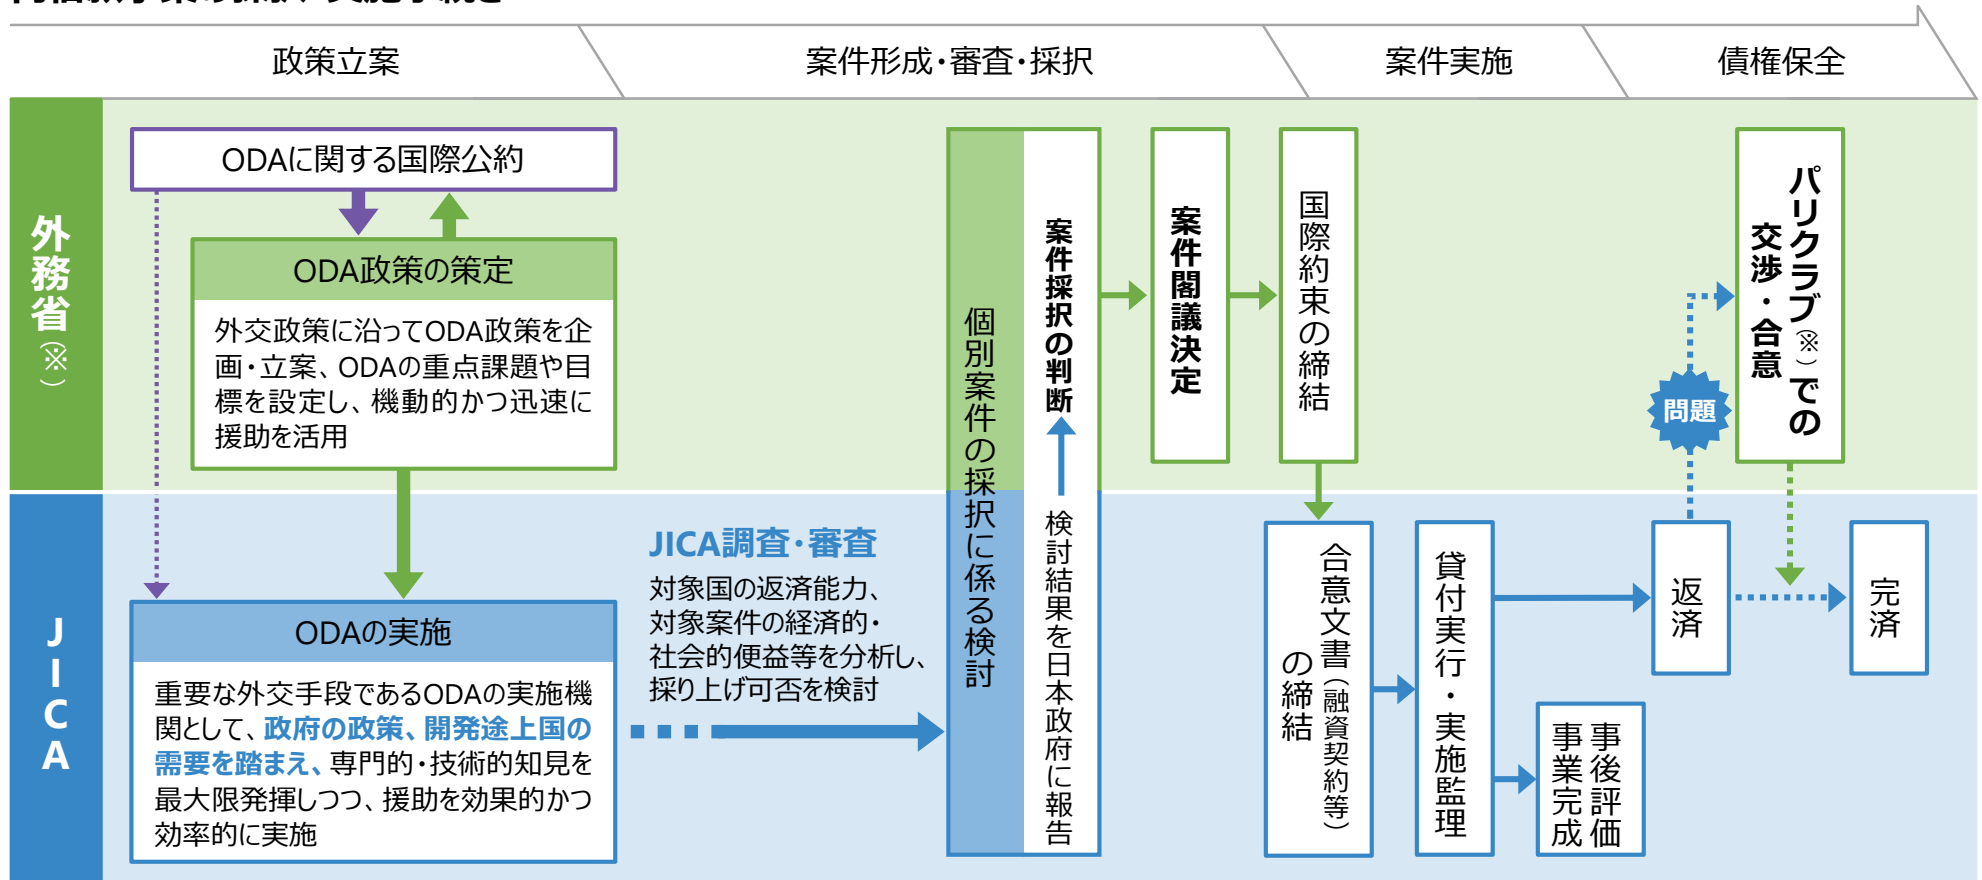 政策立案
案件形成・審査・採択
案件実施
債権保全
外務省(※)
ODAに関する国際公約
ODA政策の策定
外交政策に沿ってODA政策を企
画・立案、ODAの重点課題や目
標を設定し、機動的かつ迅速に
援助を活用
個別案件の採択に係る検討
案件採択の判断
検討結果を日本政府に報告
案件閣議決定
国際約束の締結
問題
パリクラブ(※)での
交渉・合意
JICA
ODAの実施
重要な外交手段であるODAの実施機
関として、政府の政策、開発途上国の
需要を踏まえ、専門的・技術的知見を
最大限発揮しつつ、援助を効果的かつ
効率的に実施
JICA調査・審査
対象国の返済能力、
対象案件の経済的・
社会的便益等を分析し、
採り上げ可否を検討
合意文書(融資契約等)
の締結
貸付実行・実施監理
返済
完済
事後評価
事業完成